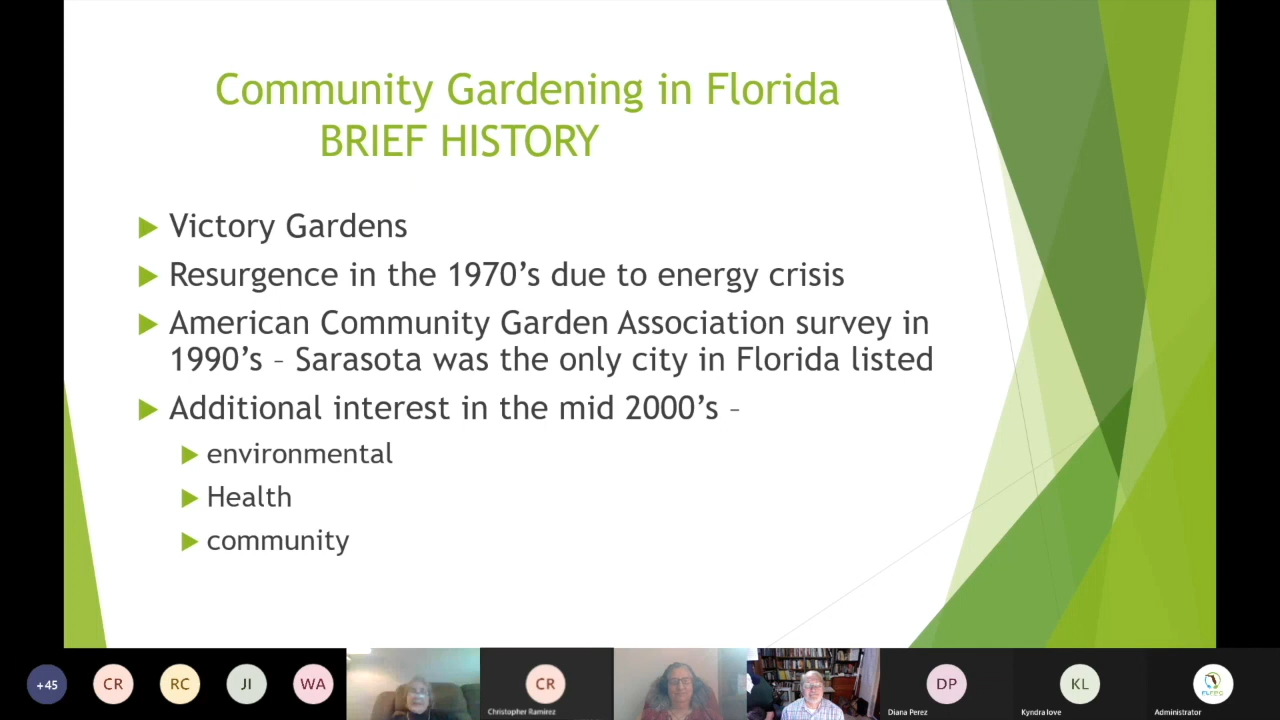 Community Gardening in Florida
BRIEF HISTORY
Victory Gardens
Resurgence in the 1970’s due to energy crisis
American Community Garden Association survey in
1990’s – Sarasota was the only city in Florida listed
Additional interest in the mid 2000’s –
environmental
Health
community
+45
CR
RC
JI
WA
CR
Christopher Ramirez
DP
Diana Perez
KL
Kyndra love
Administrator